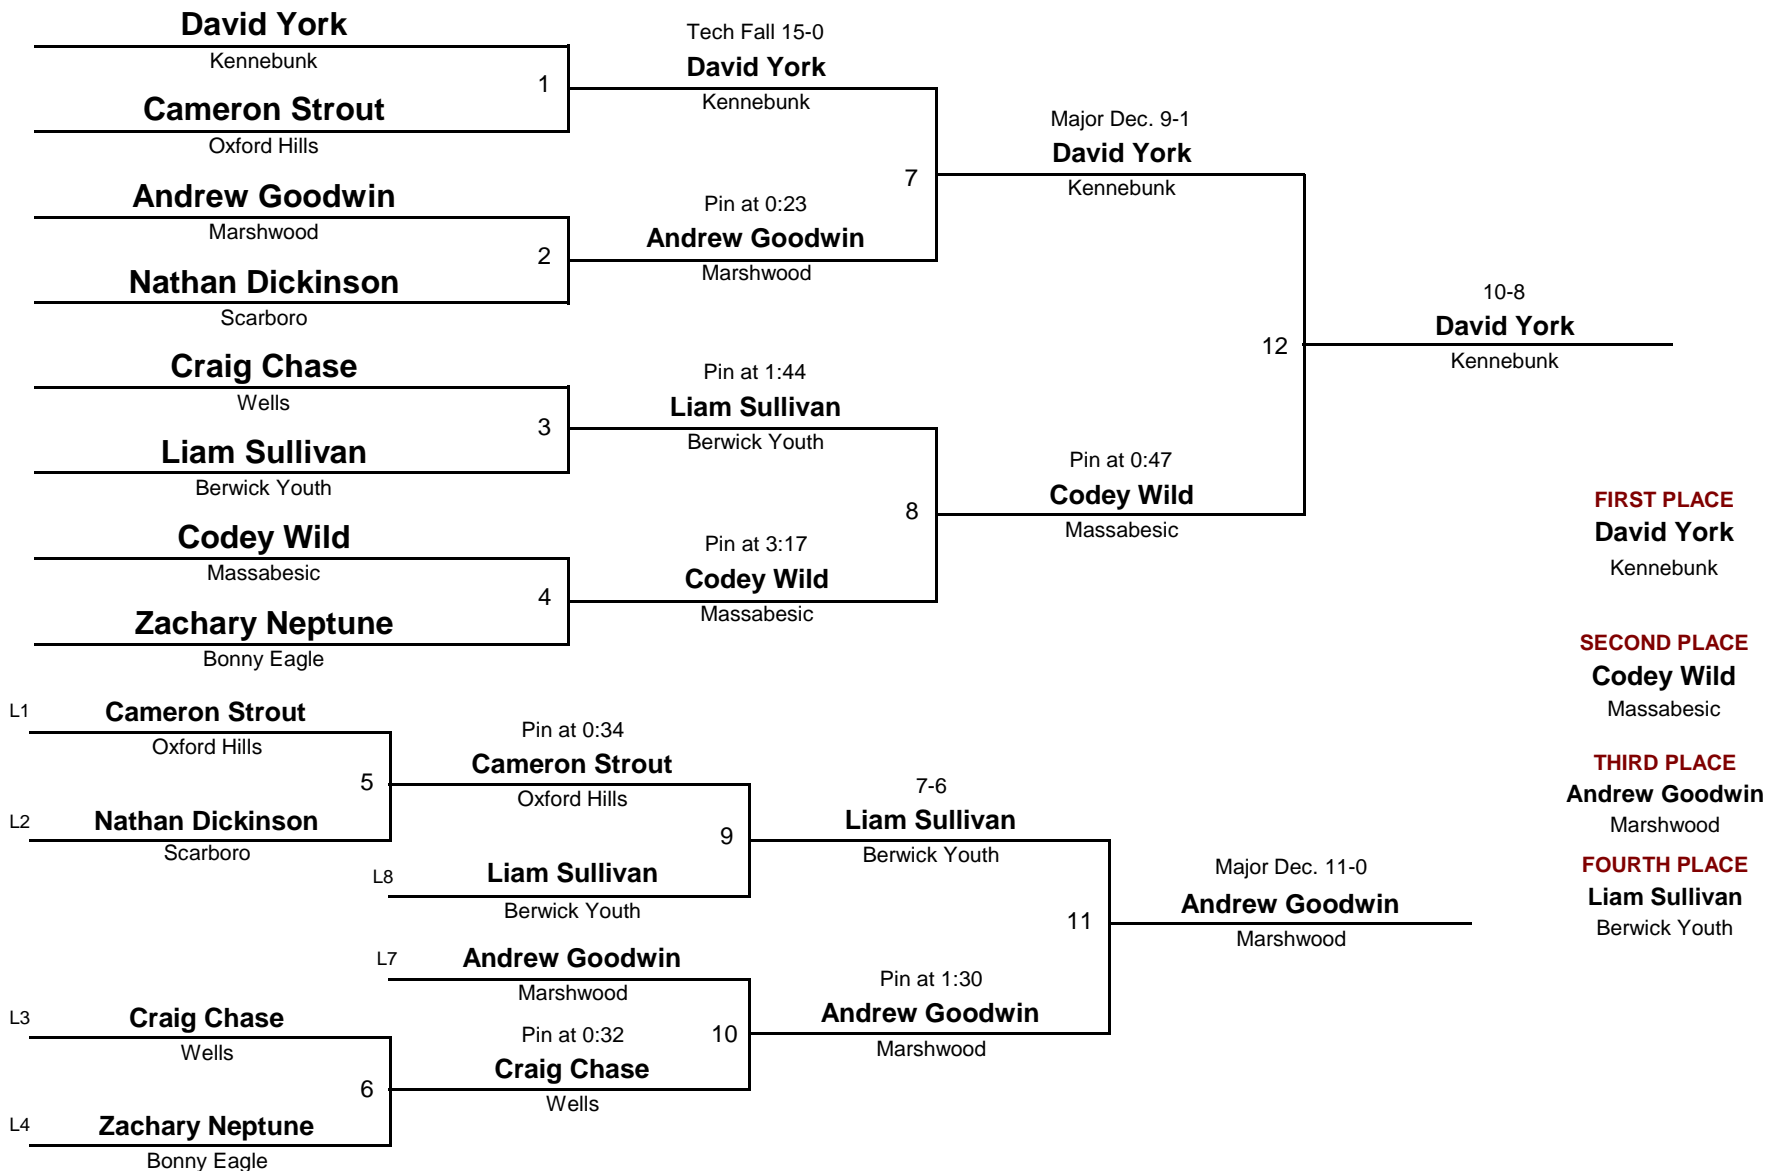 David York
Kennebunk
1
Cameron Strout
Oxford Hills
Andrew Goodwin
Marshwood
2
Nathan Dickinson
Scarboro
Craig Chase
Wells
3
Liam Sullivan
Berwick Youth
Codey Wild
Massabesic
4
Zachary Neptune
Bonny Eagle
Tech Fall 15-0
David York
Kennebunk
7
Pin at 0:23
Andrew Goodwin
Marshwood
Pin at 1:44
Liam Sullivan
Berwick Youth
8
Pin at 3:17
Codey Wild
Massabesic
Major Dec. 9-1
David York
Kennebunk
12
Pin at 0:47
Codey Wild
Massabesic
10-8
David York
Kennebunk
L1
Cameron Strout
Oxford Hills
5
L2
Nathan Dickinson
Scarboro
Pin at 0:34
Cameron Strout
Oxford Hills
9
L8
Liam Sullivan
Berwick Youth
L7
Andrew Goodwin
Marshwood
10
L3
Craig Chase
Wells
6
L4
Zachary Neptune
Bonny Eagle
Pin at 0:32
Craig Chase
Wells
7-6
Liam Sullivan
Berwick Youth
11
Pin at 1:30
Andrew Goodwin
Marshwood
Major Dec. 11-0
Andrew Goodwin
Marshwood
FIRST PLACE
David York
Kennebunk
SECOND PLACE
Codey Wild
Massabesic
THIRD PLACE
Andrew Goodwin
Marshwood
FOURTH PLACE
Liam Sullivan
Berwick Youth